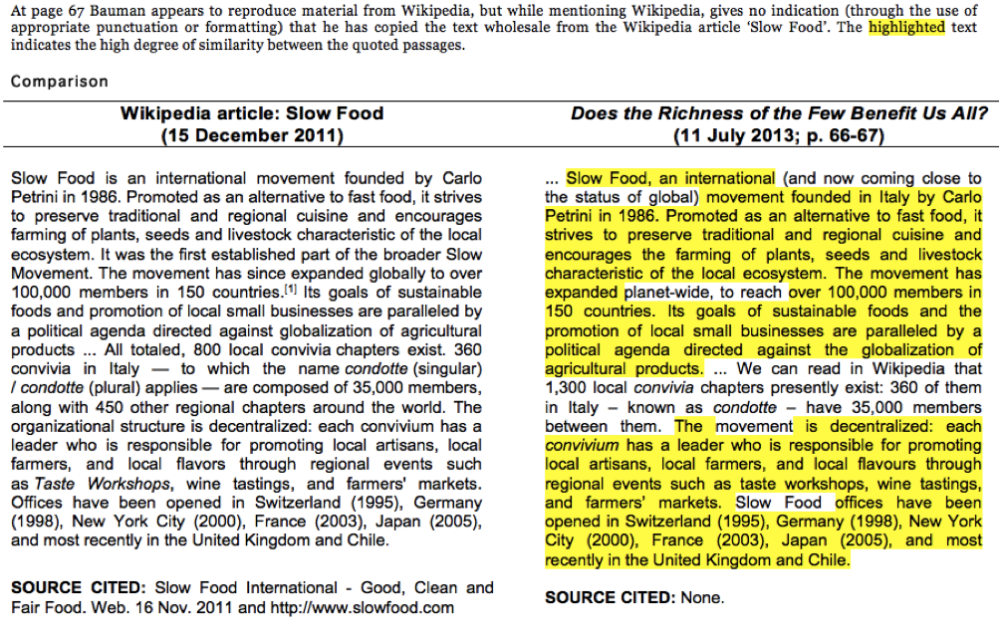 At page 67 Bauman appears to reproduce material from Wikipedia, but while mentioning Wikipedia, gives no indication (through the use of
appropriate punctuation or formatting) that he has copied the text wholesale from the Wikipedia article ‘Slow Food’. The highlighted text
indicates the high degree of similarity between the quoted passages.
Comparison
Wikipedia article: Slow Food
(15 December 2011)
Slow Food is an international movement founded by Carlo
Petrini in 1986. Promoted as an alternative to fast food, it strives
to preserve traditional and regional cuisine and encourages
farming of plants, seeds and livestock characteristic of the local
ecosystem. It was the first established part of the broader Slow
Movement. The movement has since expanded globally to over
100,000 members in 150 countries.[1] Its goals of sustainable
foods and promotion of local small businesses are paralleled by
a political agenda directed against globalization of agricultural
products ... All totaled, 800 local convivia chapters exist. 360
convivia in Italy — to which the name condotte (singular)
/ condotte (plural) applies — are composed of 35,000 members,
along with 450 other regional chapters around the world. The
organizational structure is decentralized: each convivium has a
leader who is responsible for promoting local artisans, local
farmers, and local flavors through regional events such
as Taste Workshops, wine tastings, and farmers' markets.
Offices have been opened in Switzerland (1995), Germany
(1998), New York City (2000), France (2003), Japan (2005),
and most recently in the United Kingdom and Chile.
SOURCE CITED: Slow Food International - Good, Clean and
Fair Food. Web. 16 Nov. 2011 and http://www.slowfood.com
Does the Richness of the Few Benefit Us All?
(11 July 2013; p. 66-67)
... Slow Food, an international (and now coming close to
the status of global) movement founded in Italy by Carlo
Petrini in 1986. Promoted as an alternative to fast food, it
strives to preserve traditional and regional cuisine and
encourages the farming of plants, seeds and livestock
characteristic of the local ecosystem. The movement has
expanded planet-wide, to reach over 100,000 members in
150 countries. Its goals of sustainable foods and the
promotion of local small businesses are paralleled by a
political agenda directed against the globalization of
agricultural products. ... We can read in Wikipedia that
1,300 local convivia chapters presently exist: 360 of them
in Italy – known as condotte – have 35,000 members
between them. The movement is decentralized: each
convivium has a leader who is responsible for promoting
local artisans, local farmers, and local flavours through
regional events such as taste workshops, wine tastings,
and farmers’ markets. Slow Food offices have been
opened in Switzerland (1995), Germany (1998), New York
City (2000), France (2003), Japan (2005), and most
recently in the United Kingdom and Chile.
SOURCE CITED: None.